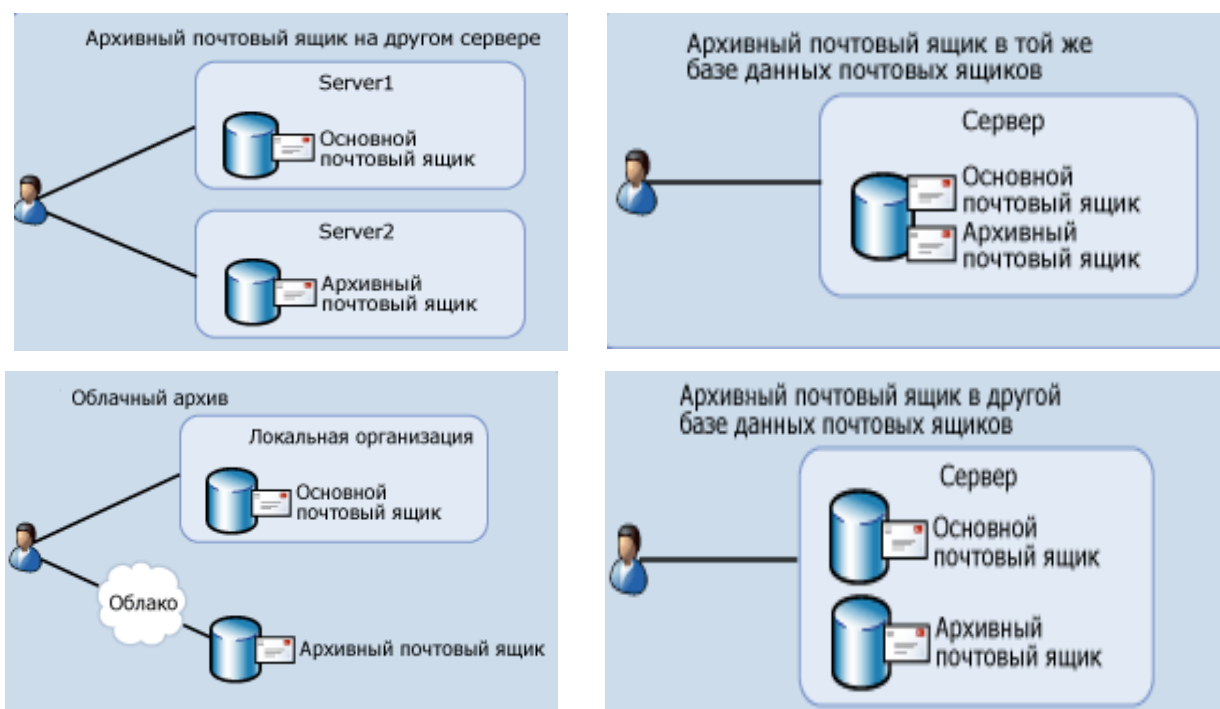 Архивный почтовый ящик на другом сервере
Server1
Основной
почтовый ящик
Server2
Архивный
почтовый ящик
Архивный почтовый ящик в той же
базе данных почтовых ящиков
Сервер
Основной
почтовый ящик
Архивный
почтовый ящик
Облачный архив
Локальная организация
Основной
почтовый ящик
Облако
Архивный почтовый ящик
Архивный почтовый ящик в другой
базе данных почтовых ящиков
Сервер
Основной
почтовый ящик
Архивный
почтовый ящик